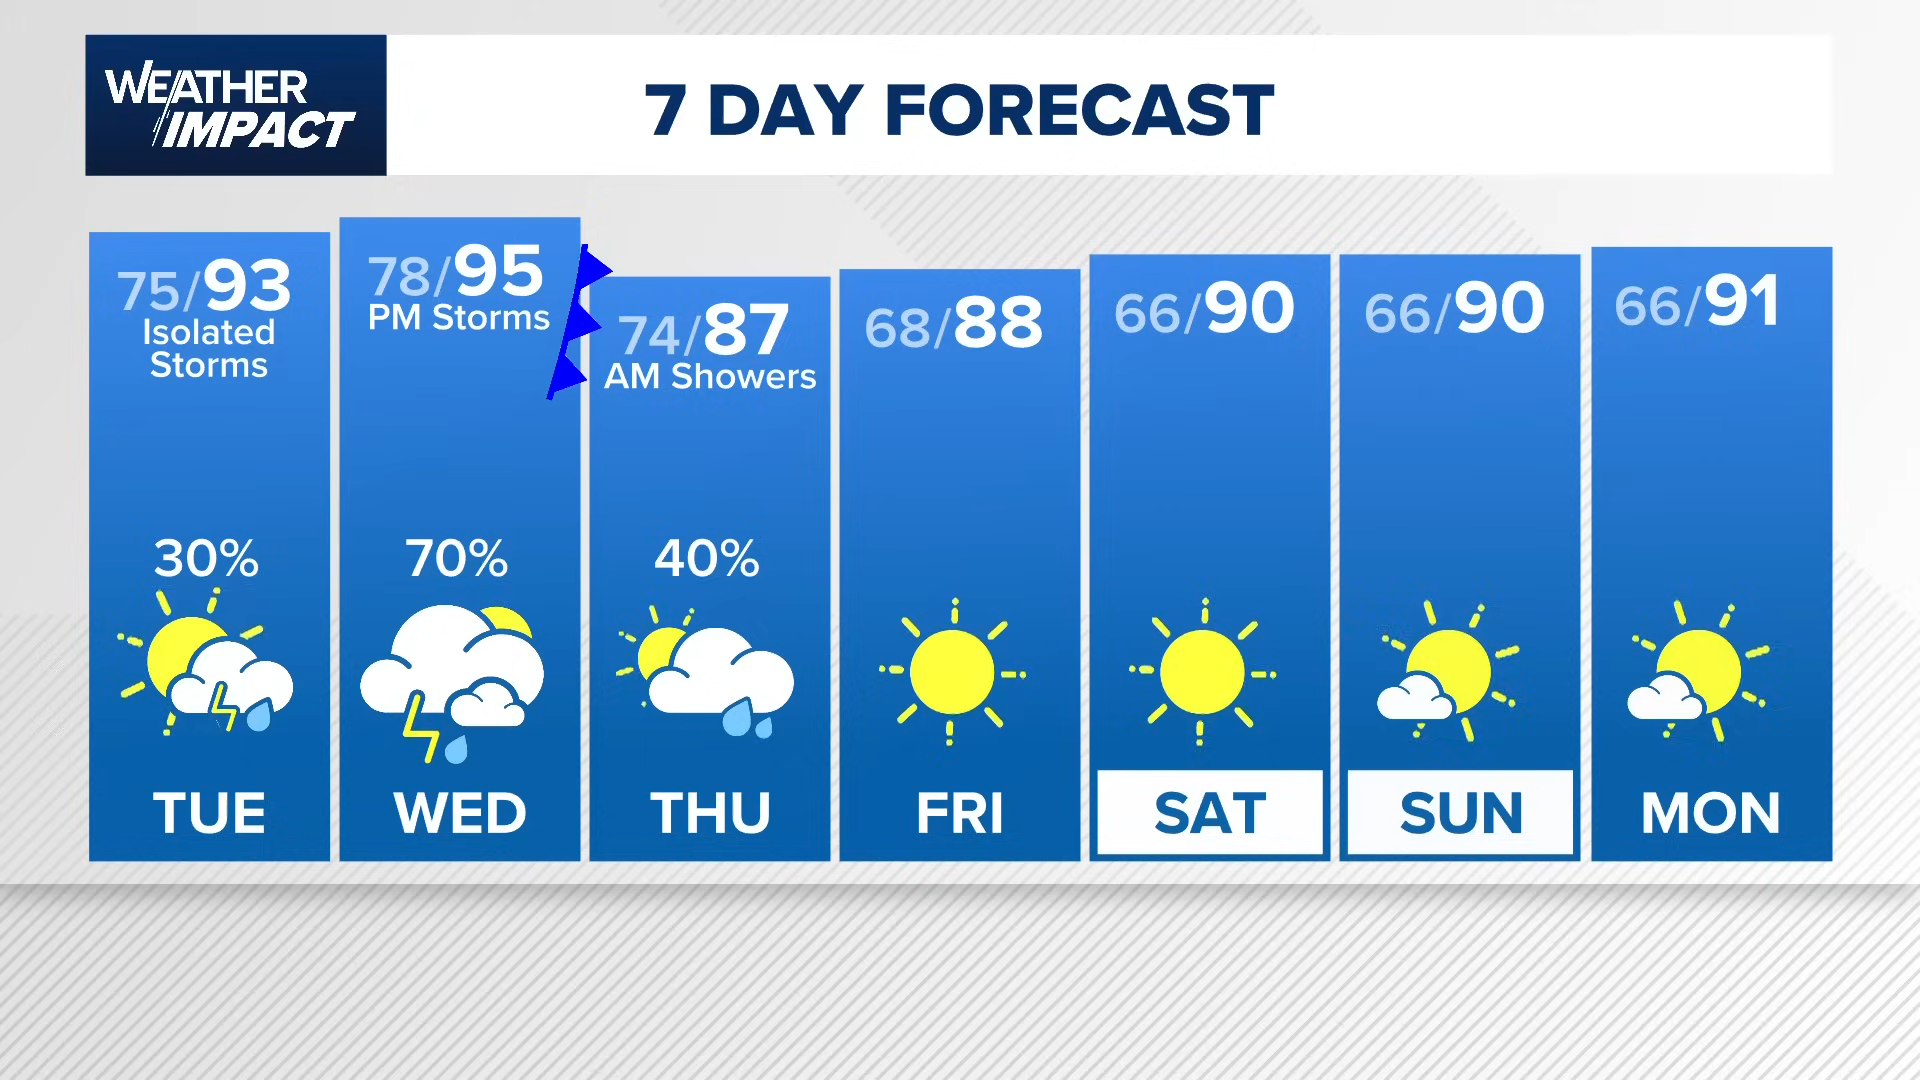 WEATHER
IMPACT
7 DAY FORECAST
75/93
Isolated
Storms
30%
TUE
78/95
PM Storms
70%
WED
74/87
AM Showers
40%
THU
68/88
FRI
66/90
SAT
66/90
SUN
66/91
MON